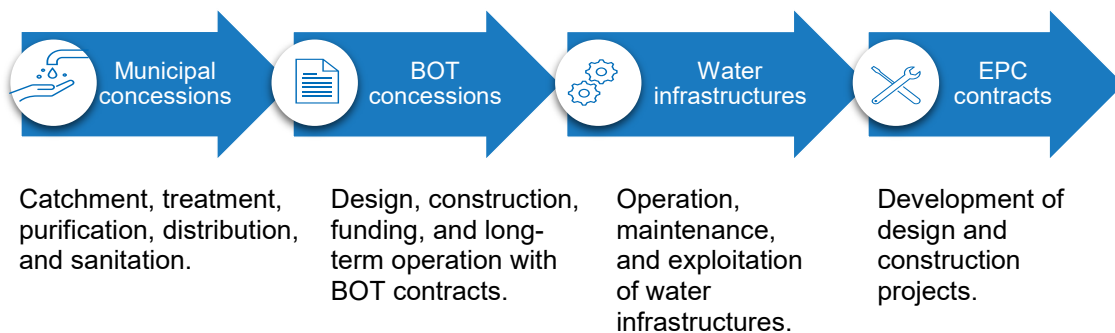 Municipal
concessions
BOT
concessions
Water
infrastructures
EPC
contracts
Catchment, treatment,
purification, distribution,
and sanitation.
Design, construction,
funding, and long-
term operation with
BOT contracts.
Operation,
maintenance,
and exploitation
of water
infrastructures.
Development of
design and
construction
projects.